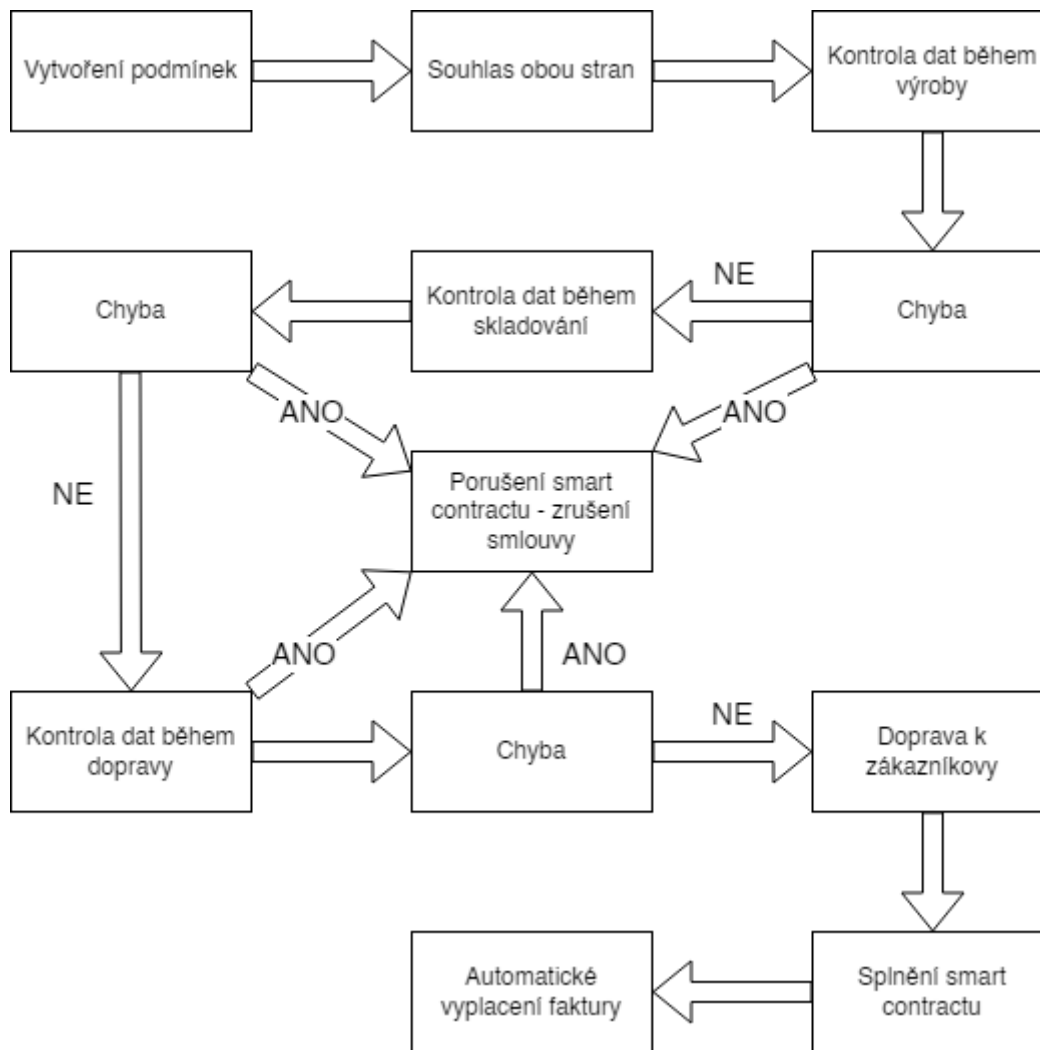 Vytvoření podmínek
Souhlas obou stran
Kontrola dat během
výroby
Chyba
NE
Kontrola dat během
skladování
Chyba
ANO
ANO
NE
Porušení smart
contractu - zrušení
smlouvy
ANO
ANO
Kontrola dat během
dopravy
Chyba
NE
Doprava k
zákazníkovy
Automatické
vyplacení faktury
Splnění smart
contractu